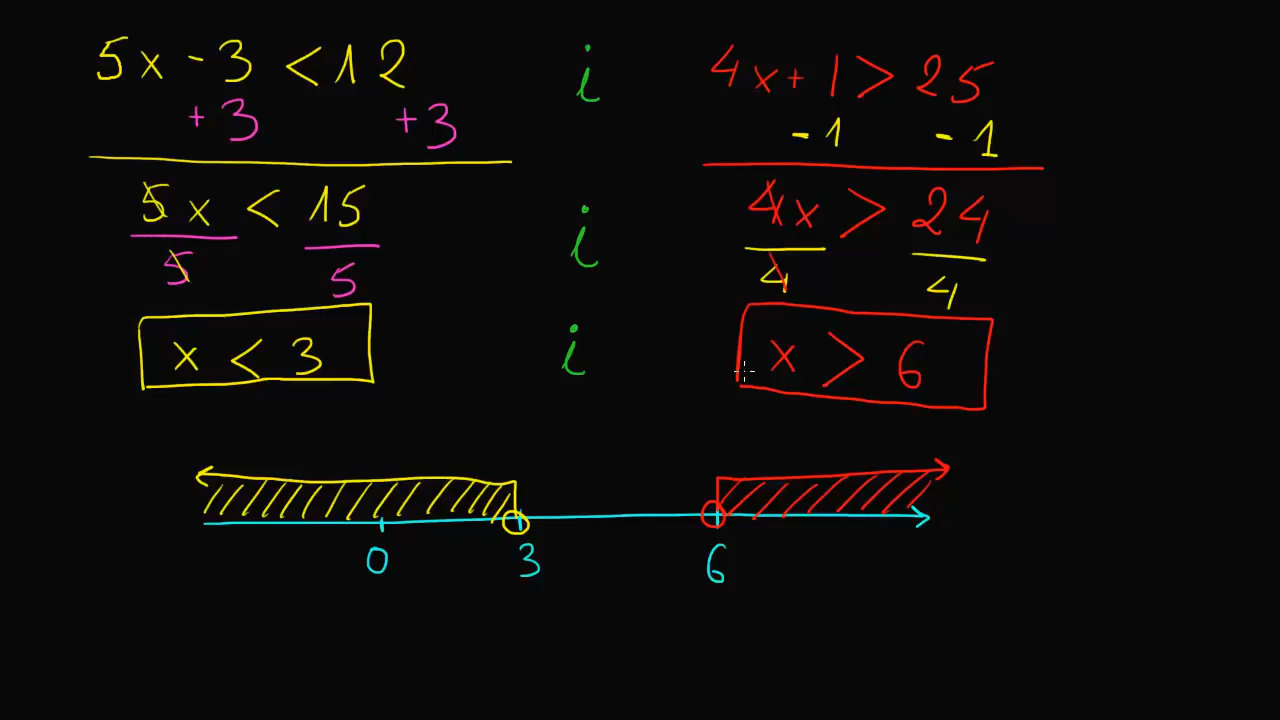 5x - 3 < 12 i 4x + 1 > 25
+3 +3 -1 -1
5x < 15 i 4x > 24
5 5 4 4
x < 3 i x > 6
0 3 6